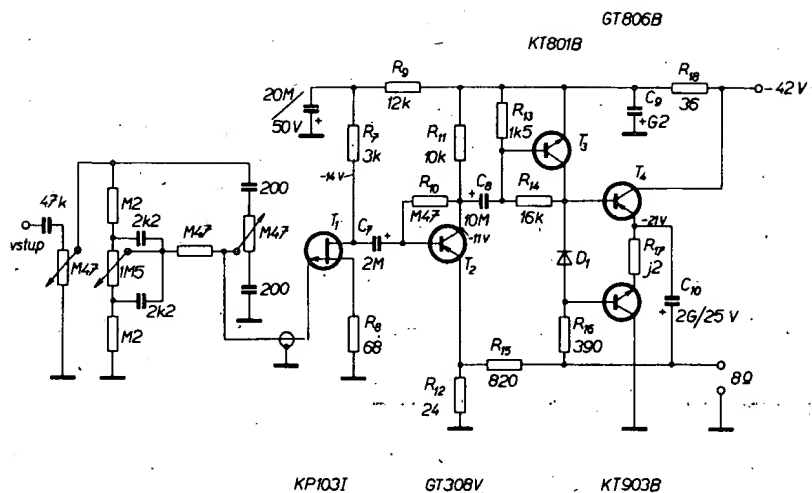 GT806B
KT801B
R9
12k
20M
50V
+
R7
3k
-14V
R11
10k
R13
1k5
C9
+
G2
R18
36
-42V
T3
T4
R10
M47
C8
+
10M
R14
16k
-11V
-21V
T1
C7
+
2M
T2
D1
R17
j2
C10
+
2G/25 V
47k
vstup
M2
2k2
M47
200
M47
M47
1M5
2k2
200
M2
R8
68
R16
390
R15
820
8Ω
R12
24
KP103I
GT308V
KT903B